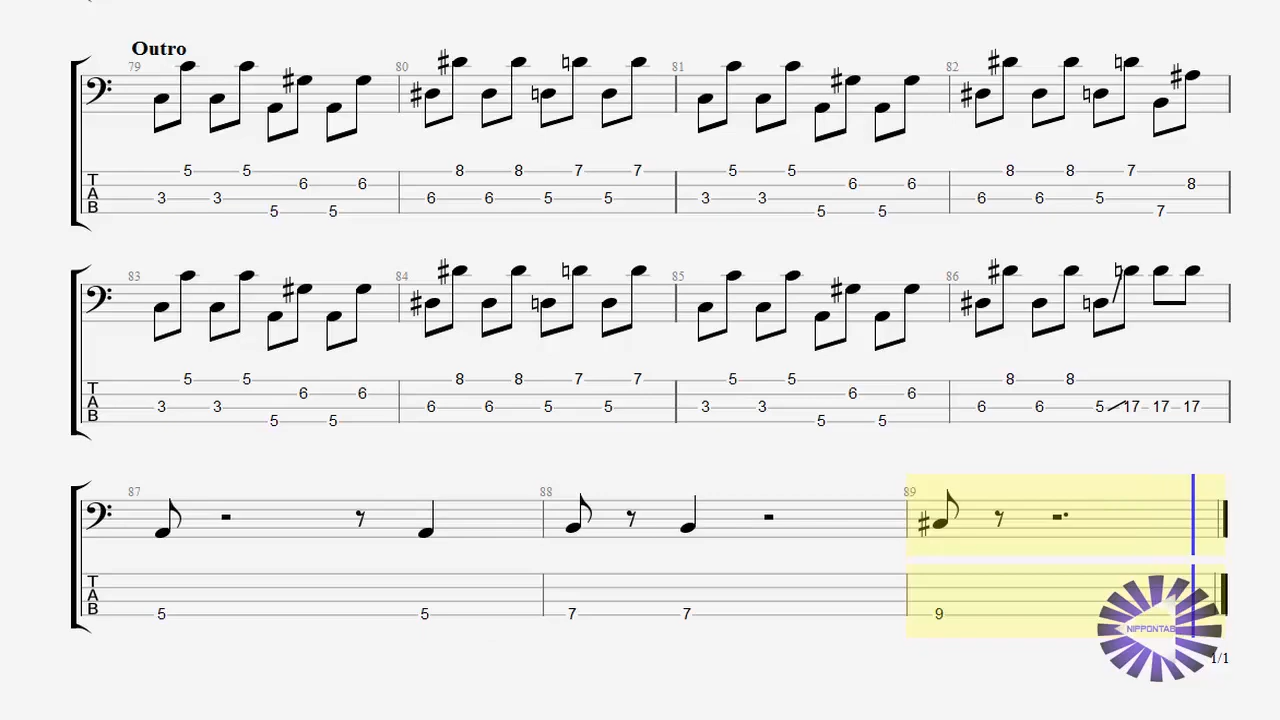 Outro
79 80 81 82
5 5 8 8 7 7 5 5 8 8 7
6 6 6 6 8
T A B 3 3 6 6 5 5 3 3 6 6 5
5 5 5 5 7
83 84 85 86
5 5 8 8 7 7 5 5 8 8
6 6 6 6
T A B 3 3 6 6 5 5 3 3 6 6 5 17 17 17
5 5 5 5
87 88 89
T A B 5 5 7 7 9
NIPPONTAB
1/1